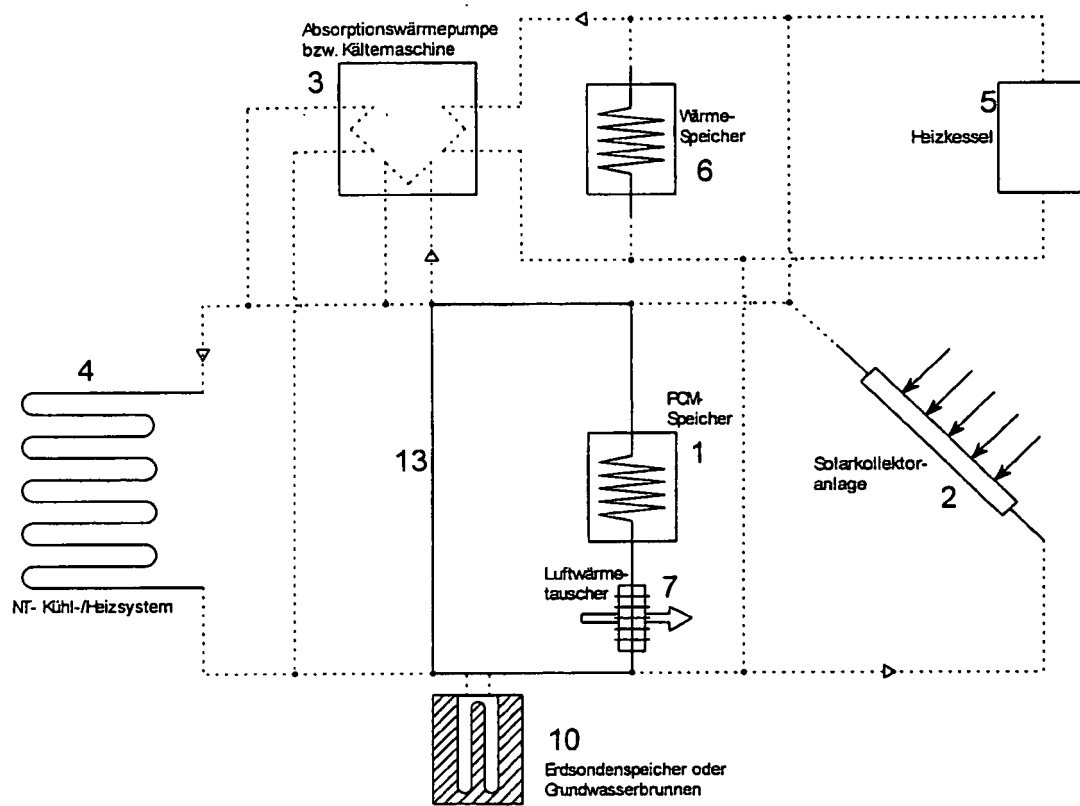 Absorptionswärmepumpe
bzw. Kältemaschine
3
Wärme-
Speicher
6
5
Heizkessel
4
NT- Kühl-/Heizsystem
13
PCM-
Speicher
1
Solarkollektor-
anlage
2
Luftwärme-
tauscher
7
10
Erdsondenspeicher oder
Grundwasserbrunnen